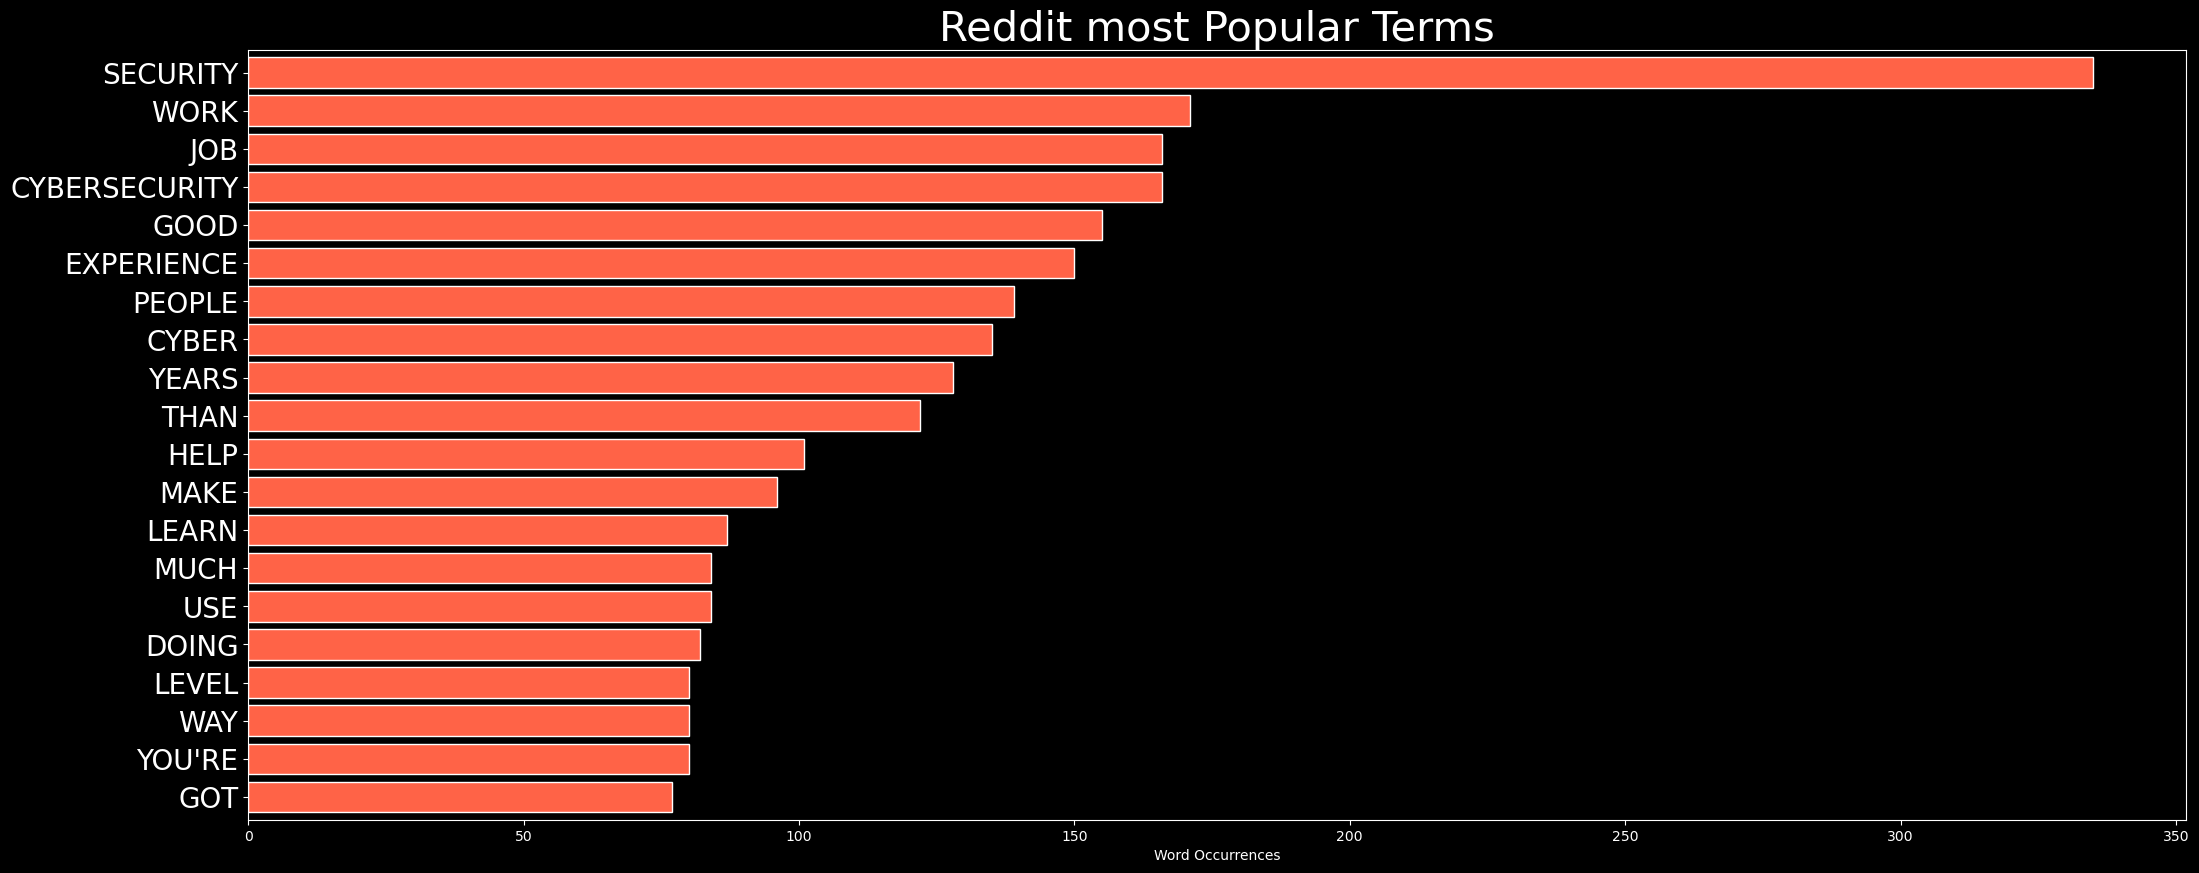 Reddit most Popular Terms
SECURITY
WORK
JOB
CYBERSECURITY
GOOD
EXPERIENCE
PEOPLE
CYBER
YEARS
THAN
HELP
MAKE
LEARN
MUCH
USE
DOING
LEVEL
WAY
YOU'RE
GOT
0 50 100 150 200 250 300 350
Word Occurrences